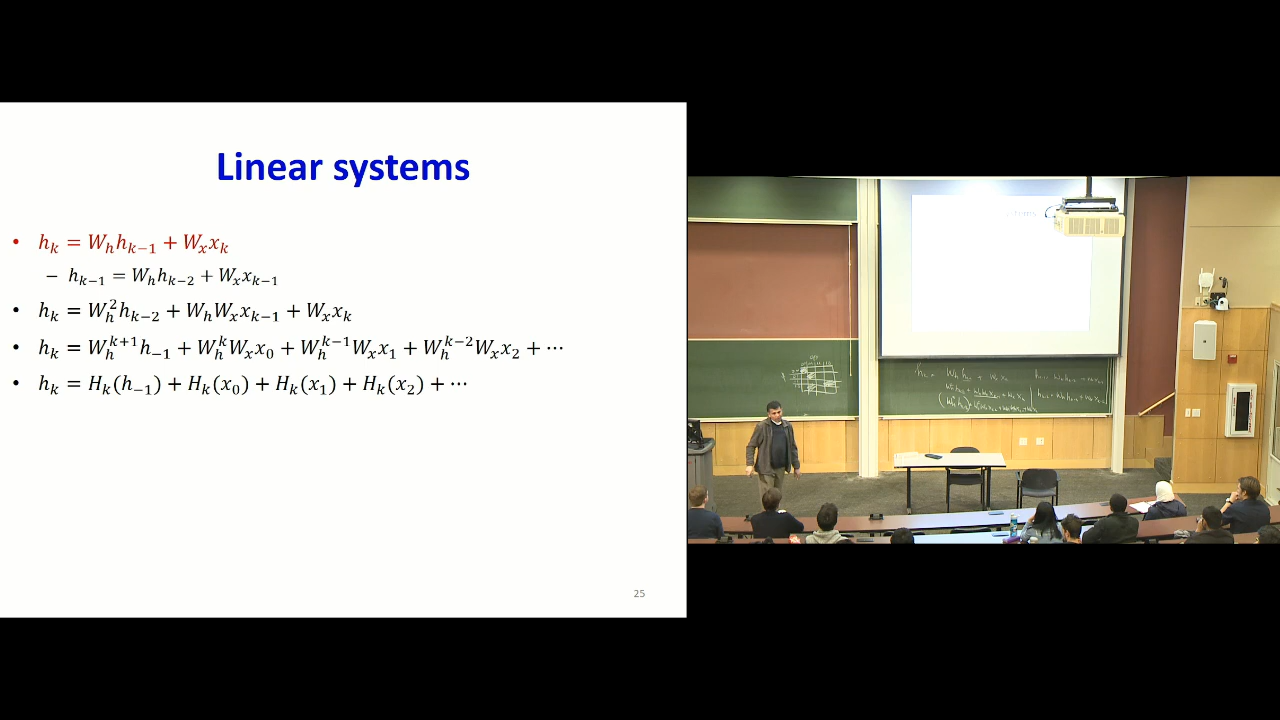 Linear systems
• h_k = W_h h_{k−1} + W_x x_k
– h_{k−1} = W_h h_{k−2} + W_x x_{k−1}
• h_k = W_h^2 h_{k−2} + W_h W_x x_{k−1} + W_x x_k
• h_k = W_h^{k+1} h_{−1} + W_h^k W_x x_0 + W_h^{k−1} W_x x_1 + W_h^{k−2} W_x x_2 + ⋯
• h_k = H_k(h_{−1}) + H_k(x_0) + H_k(x_1) + H_k(x_2) + ⋯
25